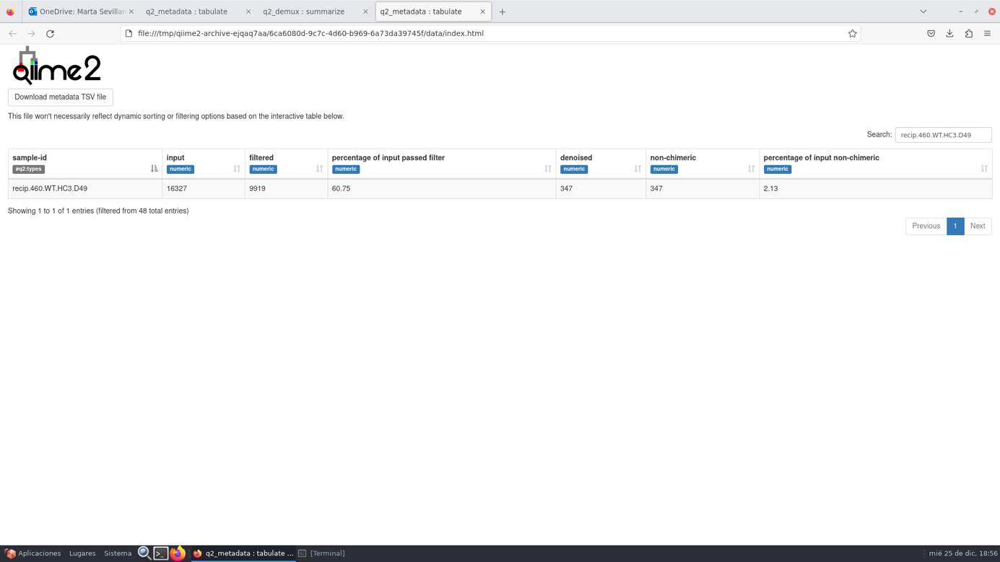 OneDrive: Marta Sevillan
q2_metadata : tabulate
q2_demux : summarize
q2_metadata : tabulate
file:///tmp/qiime2-archive-ejqaq7aa/6ca6080d-9c7c-4d60-b969-6a73da39745f/data/index.html
qiime2
Download metadata TSV file
This file won't necessarily reflect dynamic sorting or filtering options based on the interactive table below.
Search: recip.460.WT.HC3.D49
sample-id input filtered percentage of input passed filter denoised non-chimeric percentage of input non-chimeric
#q2:types numeric numeric numeric numeric numeric numeric
recip.460.WT.HC3.D49 16327 9919 60.75 347 347 2.13
Showing 1 to 1 of 1 entries (filtered from 48 total entries)
Previous 1 Next
Aplicaciones Lugares Sistema q2_metadata : tabulate ... [Terminal] mié 25 de dic, 18:56